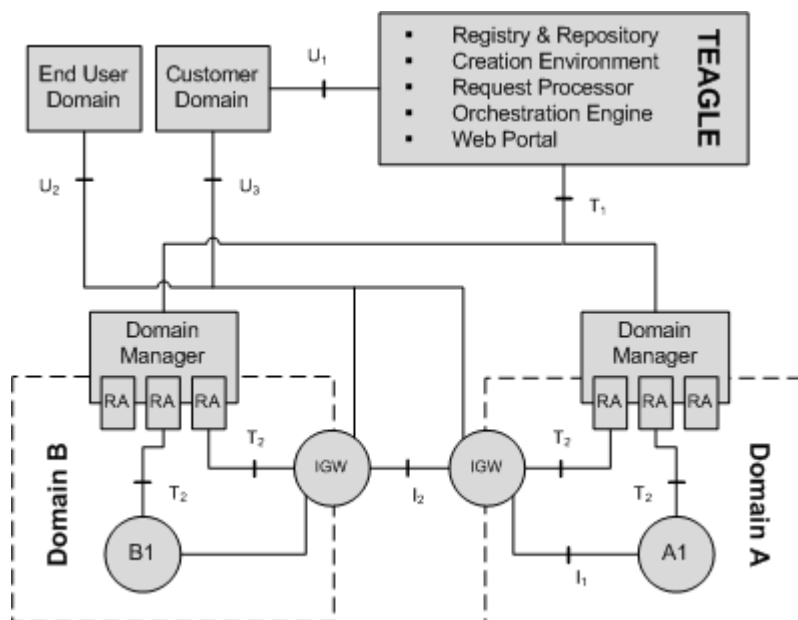 End User
Domain
Customer
Domain
U1
▪ Registry & Repository
▪ Creation Environment
▪ Request Processor
▪ Orchestration Engine
▪ Web Portal
TEAGLE
U2
U3
T1
Domain
Manager
RA
RA
RA
Domain
Manager
RA
RA
RA
Domain B
T2
T2
B1
IGW
I2
IGW
T2
T2
I1
A1
Domain A